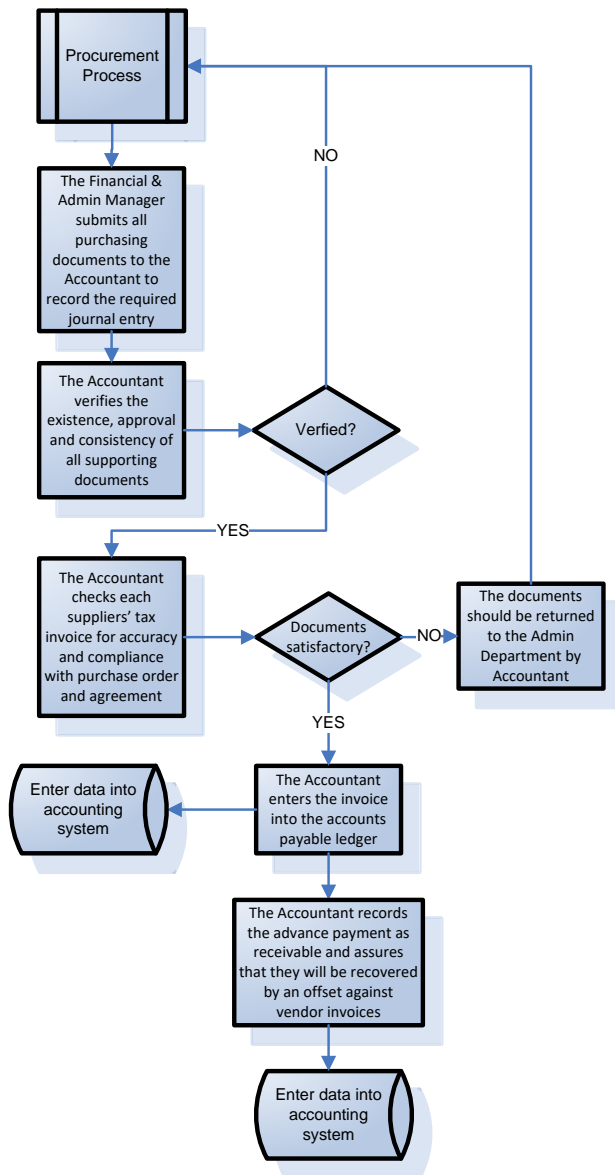 Procurement
Process
NO
The Financial &
Admin Manager
submits all
purchasing
documents to the
Accountant to
record the required
journal entry
The Accountant
verifies the
existence, approval
and consistency of
all supporting
documents
Verfied?
YES
The Accountant
checks each
suppliers’ tax
invoice for accuracy
and compliance
with purchase order
and agreement
Documents
satisfactory?
NO
The documents
should be returned
to the Admin
Department by
Accountant
YES
Enter data into
accounting
system
The Accountant
enters the invoice
into the accounts
payable ledger
The Accountant records
the advance payment as
receivable and assures
that they will be recovered
by an offset against
vendor invoices
Enter data into
accounting
system